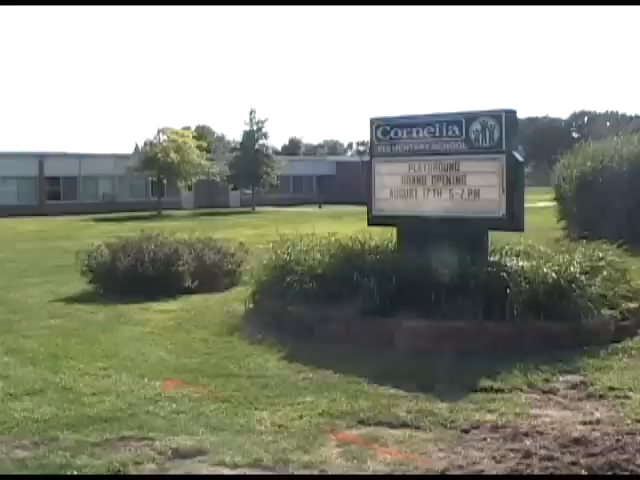 Cornelia
ELEMENTARY SCHOOL
PLAYGROUND
GRAND OPENING
AUGUST 17TH 5-7 PM